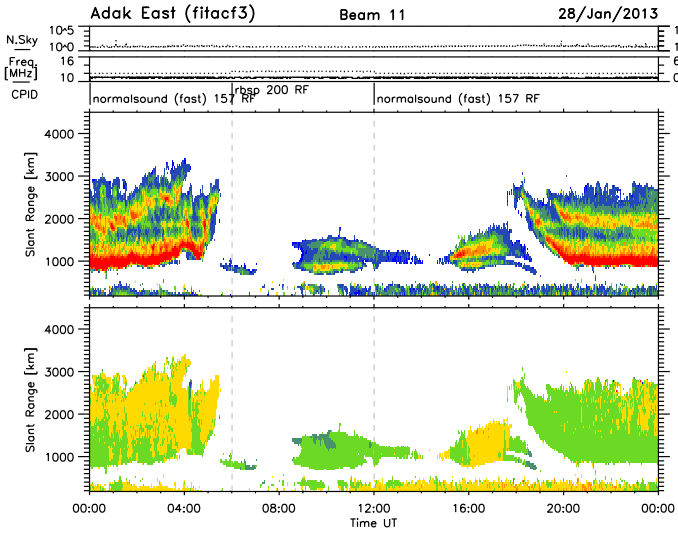 Adak East (fitacf3) Beam 11 28/Jan/2013
N.Sky 10^5 10^0
Freq. [MHz] 16 10
CPID normalsound (fast) 157 RF rbsp 200 RF normalsound (fast) 157 RF
Slant Range [km]
4000
3000
2000
1000
Slant Range [km]
4000
3000
2000
1000
00:00 04:00 08:00 12:00 16:00 20:00 00:00
Time UT